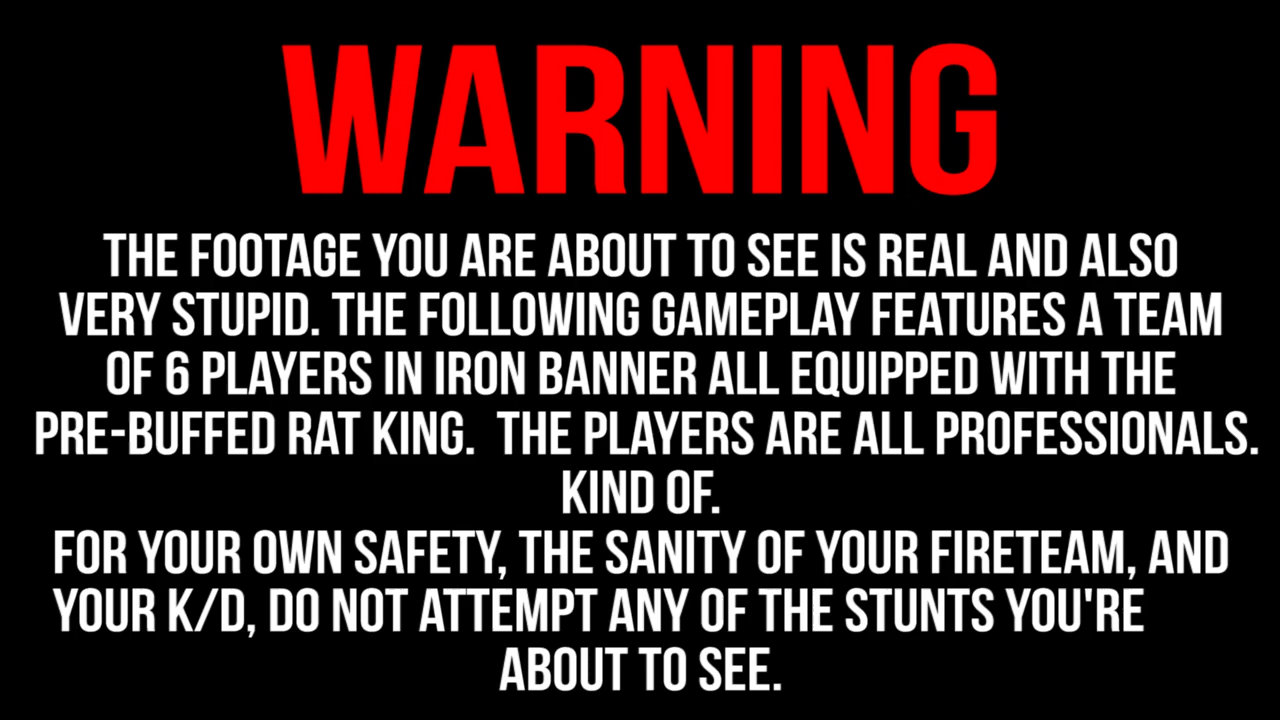 WARNING
THE FOOTAGE YOU ARE ABOUT TO SEE IS REAL AND ALSO
VERY STUPID. THE FOLLOWING GAMEPLAY FEATURES A TEAM
OF 6 PLAYERS IN IRON BANNER ALL EQUIPPED WITH THE
PRE-BUFFED RAT KING. THE PLAYERS ARE ALL PROFESSIONALS.
KIND OF.
FOR YOUR OWN SAFETY, THE SANITY OF YOUR FIRETEAM, AND
YOUR K/D, DO NOT ATTEMPT ANY OF THE STUNTS YOU'RE
ABOUT TO SEE.